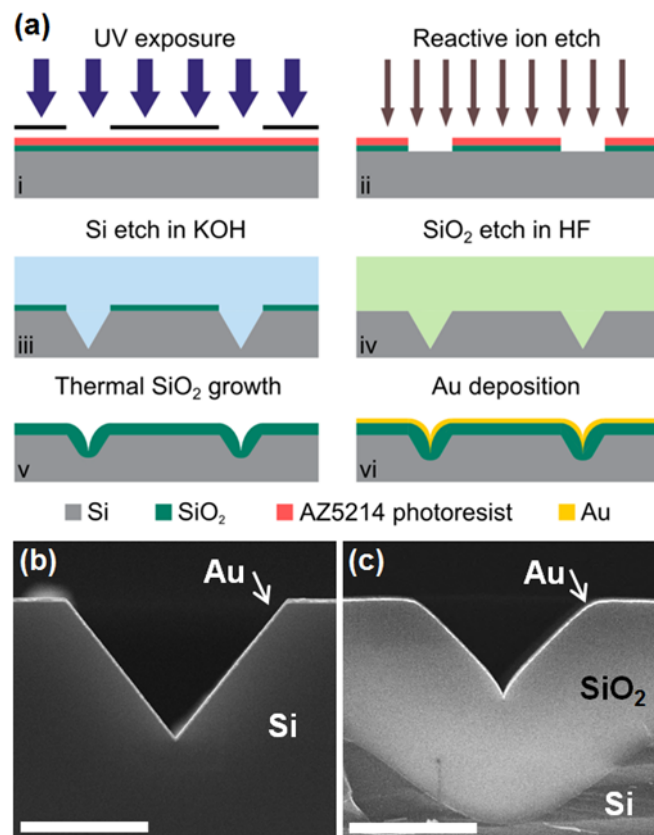 (a)
UV exposure
Reactive ion etch
i
ii
Si etch in KOH
SiO₂ etch in HF
iii
iv
Thermal SiO₂ growth
Au deposition
v
vi
Si SiO₂ AZ5214 photoresist Au
(b)
Au
Si
(c)
Au
SiO₂
Si